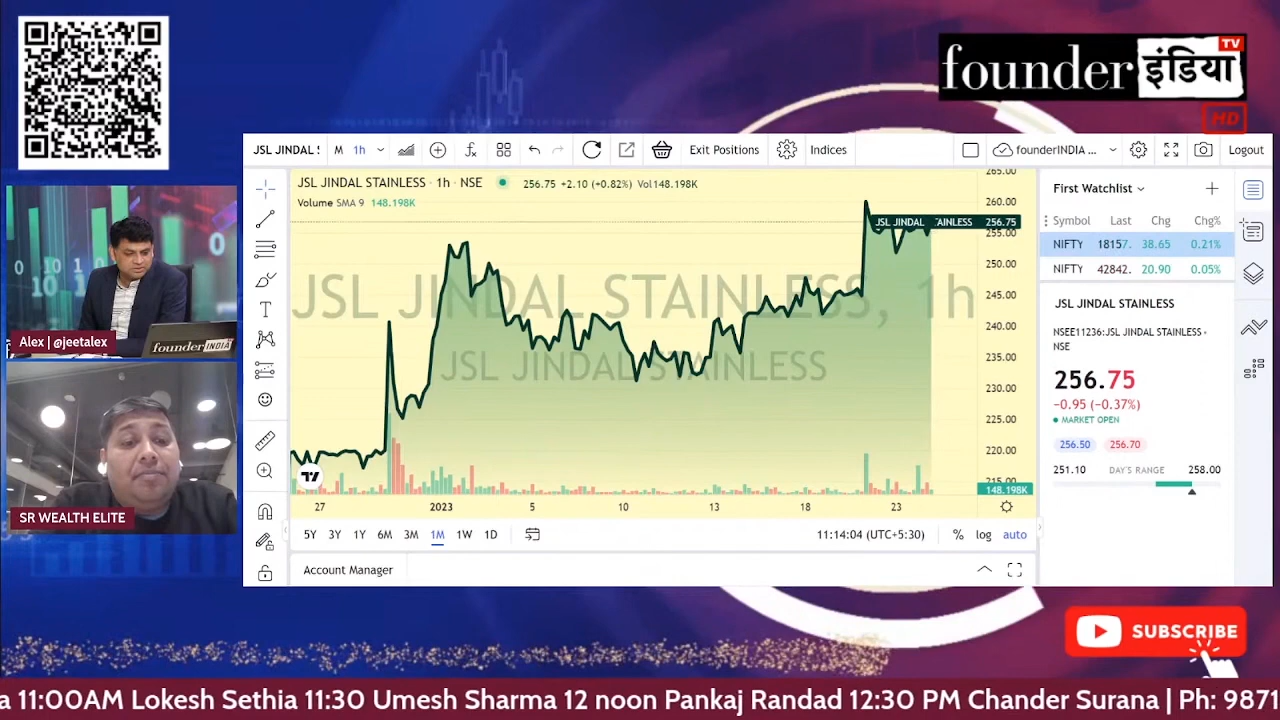 founder इंडिया TV
HD
JSL JINDAL S
M 1h
Exit Positions
Indices
founderINDIA ...
Logout
JSL JINDAL STAINLESS · 1h · NSE 256.75 +2.10 (+0.82%) Vol148.198K
Volume SMA 9 148.198K
JSL JINDAL STAINLESS, 1h
JSL JINDAL STAINLESS
JSL JINDAL STAINLESS 256.75
265.00
260.00
255.00
250.00
245.00
240.00
235.00
230.00
225.00
220.00
215.00
148.198K
27 2023 5 10 13 18 23
5Y 3Y 1Y 6M 3M 1M 1W 1D
11:14:04 (UTC+5:30) % log auto
Account Manager
First Watchlist
Symbol Last Chg Chg%
NIFTY 18157. 38.65 0.21%
NIFTY 42842. 20.90 0.05%
JSL JINDAL STAINLESS
NSEE11236:JSL JINDAL STAINLESS •
NSE
256.75
−0.95 (−0.37%)
MARKET OPEN
256.50 256.70
251.10 DAY'S RANGE 258.00
Alex | @jeetalex
founder INDIA
SR WEALTH ELITE
SUBSCRIBE
a 11:00AM Lokesh Sethia 11:30 Umesh Sharma 12 noon Pankaj Randad 12:30 PM Chander Surana | Ph: 9871